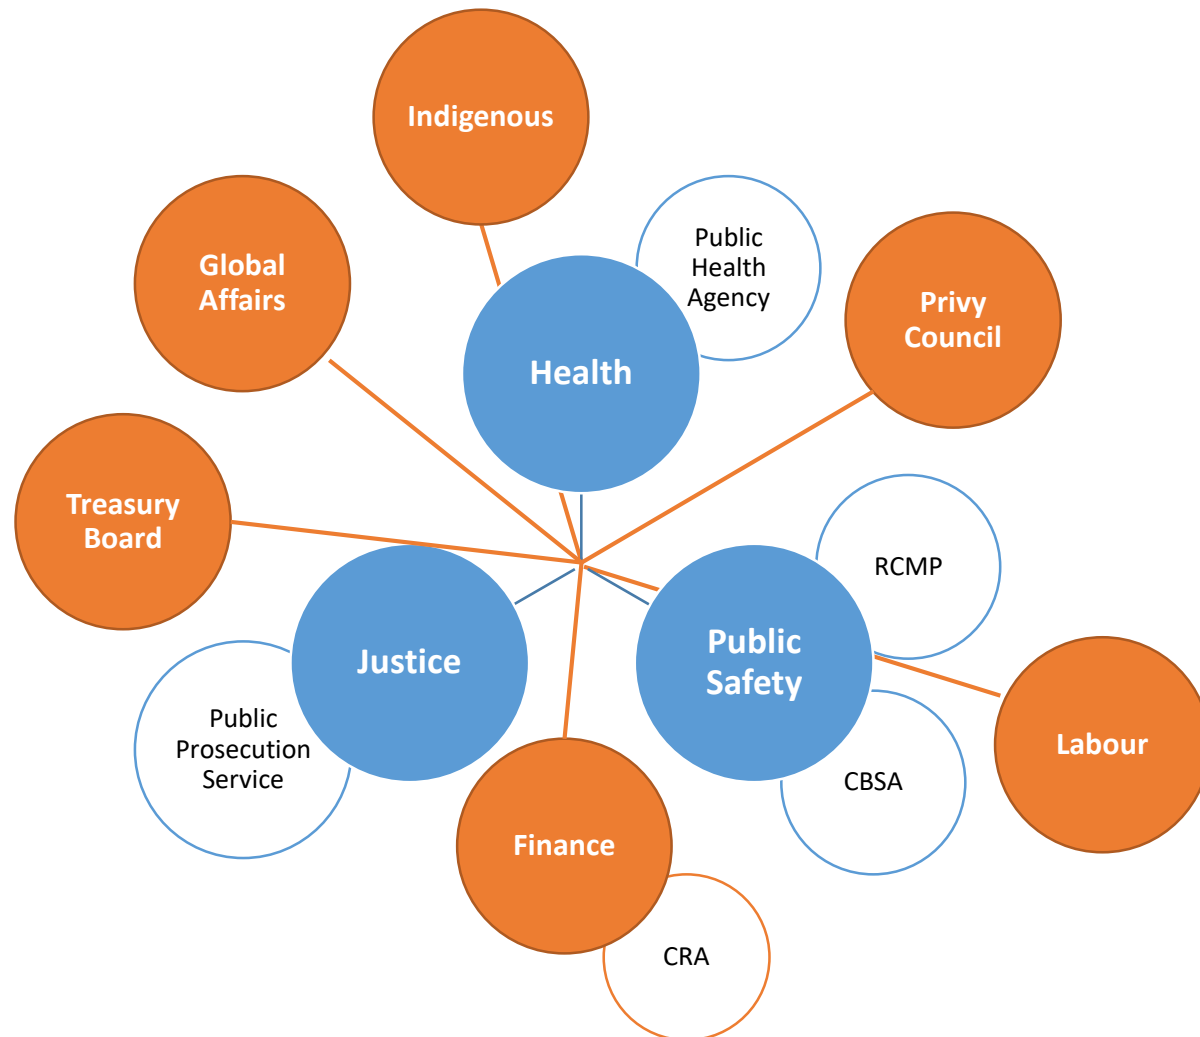 Indigenous
Public
Health
Agency
Global
Affairs
Privy
Council
Health
Treasury
Board
RCMP
Public
Safety
Justice
Public
Prosecution
Service
Labour
CBSA
Finance
CRA